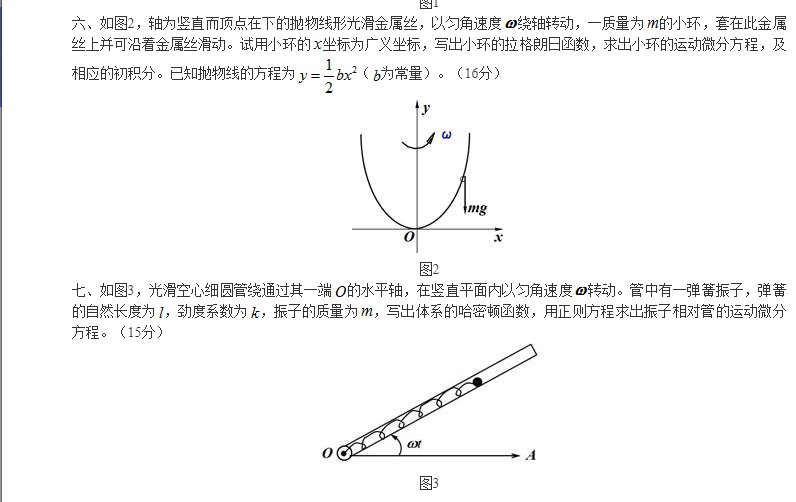 图1
六、如图2，轴为竖直而顶点在下的抛物线形光滑金属丝，以匀角速度ω绕轴转动，一质量为m的小环，套在此金属
丝上并可沿着金属丝滑动。试用小环的x坐标为广义坐标，写出小环的拉格朗日函数，求出小环的运动微分方程，及
相应的初积分。已知抛物线的方程为 y = 1/2 bx²（b为常量）。（16分）
y
ω
mg
O
x
图2
七、如图3，光滑空心细圆管绕通过其一端O的水平轴，在竖直平面内以匀角速度ω转动。管中有一弹簧振子，弹簧
的自然长度为l，劲度系数为k，振子的质量为m，写出体系的哈密顿函数，用正则方程求出振子相对管的运动微分
方程。（15分）
O
ωt
A
图3